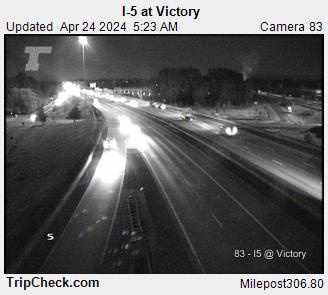 I-5 at Victory
Updated Apr 24 2024 5:23 AM Camera 83
T
S
83 - I5 @ Victory
TripCheck.com Milepost306.80